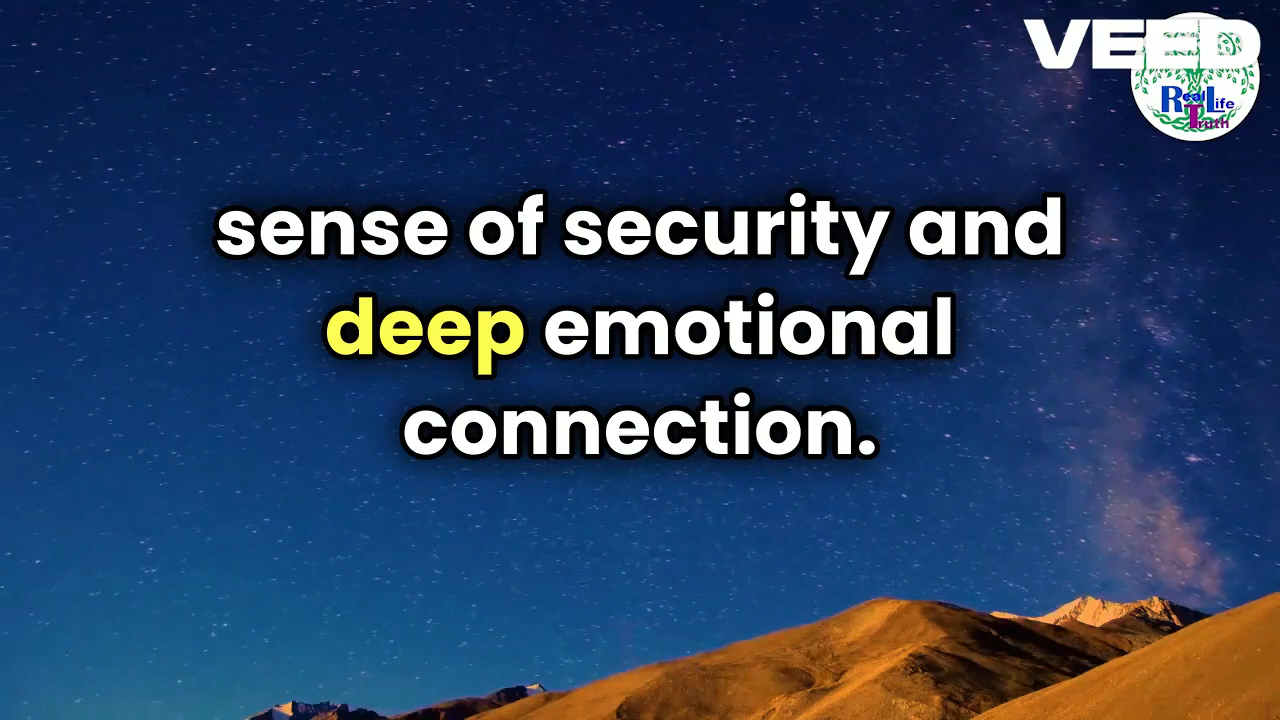 VEED
Real Life
Truth
sense of security and
deep emotional
connection.